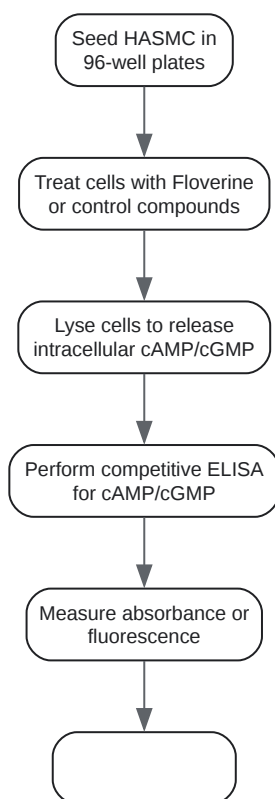 Seed HASMC in
96-well plates
Treat cells with Floverine
or control compounds
Lyse cells to release
intracellular cAMP/cGMP
Perform competitive ELISA
for cAMP/cGMP
Measure absorbance or
fluorescence